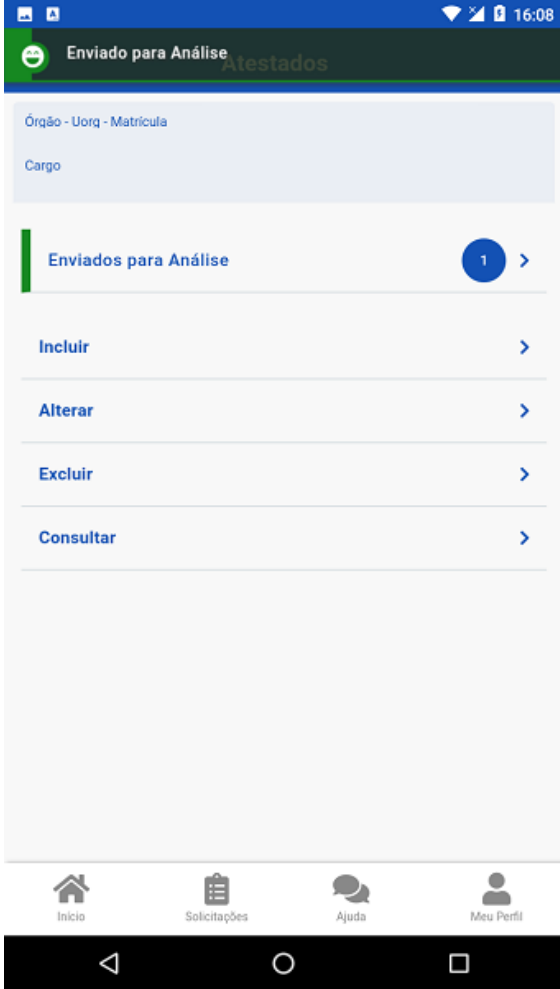 16:08
Enviado para Análise
Atestados
Órgão - Uorg - Matrícula
Cargo
Enviados para Análise 1
Incluir
Alterar
Excluir
Consultar
Início Solicitações Ajuda Meu Perfil